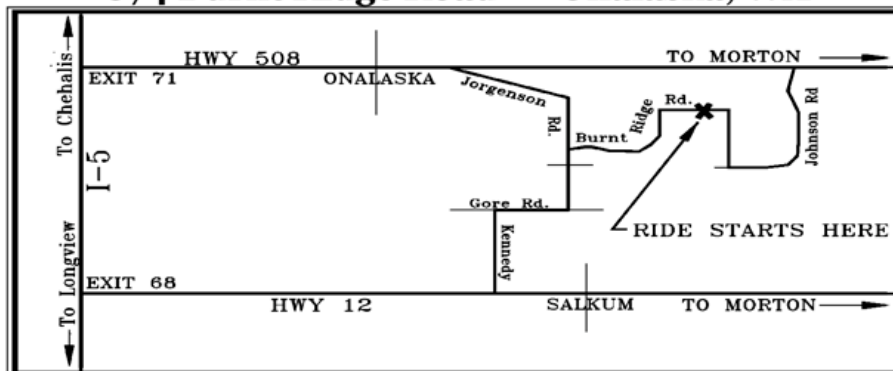 HWY 508
TO MORTON
EXIT 71
ONALASKA
Jorgenson
Rd.
Burnt
Ridge
Rd.
Johnson Rd
To Chehalis
I-5
To Longview
Gore Rd.
Kennedy
RIDE STARTS HERE
EXIT 68
HWY 12
SALKUM
TO MORTON